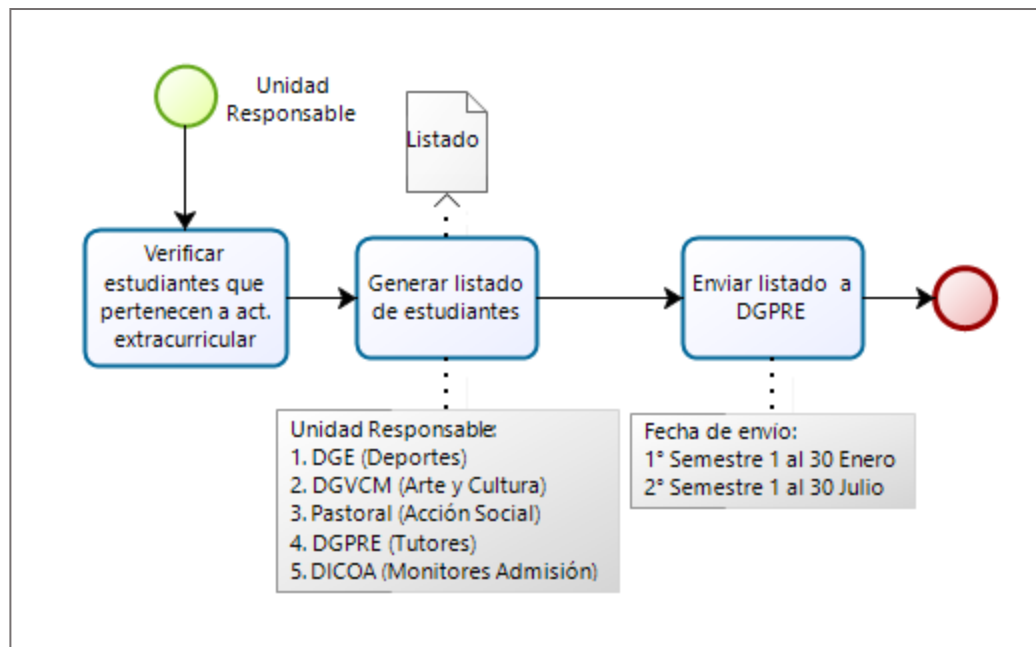 Unidad
Responsable
Listado
Verificar
estudiantes que
pertenecen a act.
extracurricular
Generar listado
de estudiantes
Enviar listado a
DGPRE
Unidad Responsable:
1. DGE (Deportes)
2. DGVCM (Arte y Cultura)
3. Pastoral (Acción Social)
4. DGPRE (Tutores)
5. DICOA (Monitores Admisión)
Fecha de envío:
1° Semestre 1 al 30 Enero
2° Semestre 1 al 30 Julio